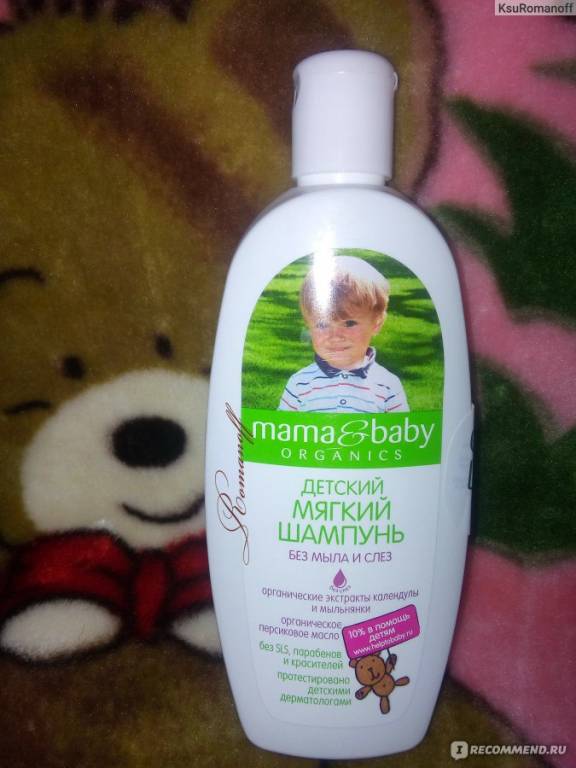 KsuRomanoff
mama&baby
ORGANICS
Romanoff
ДЕТСКИЙ
МЯГКИЙ
ШАМПУНЬ
БЕЗ МЫЛА И СЛЕЗ
органические экстракты календулы
и мыльнянки
органическое
персиковое масло
10% в помощь
детям
www.helptobaby.ru
без SLS, парабенов
и красителей
протестировано
детскими
дерматологами
I RECOMMEND.RU